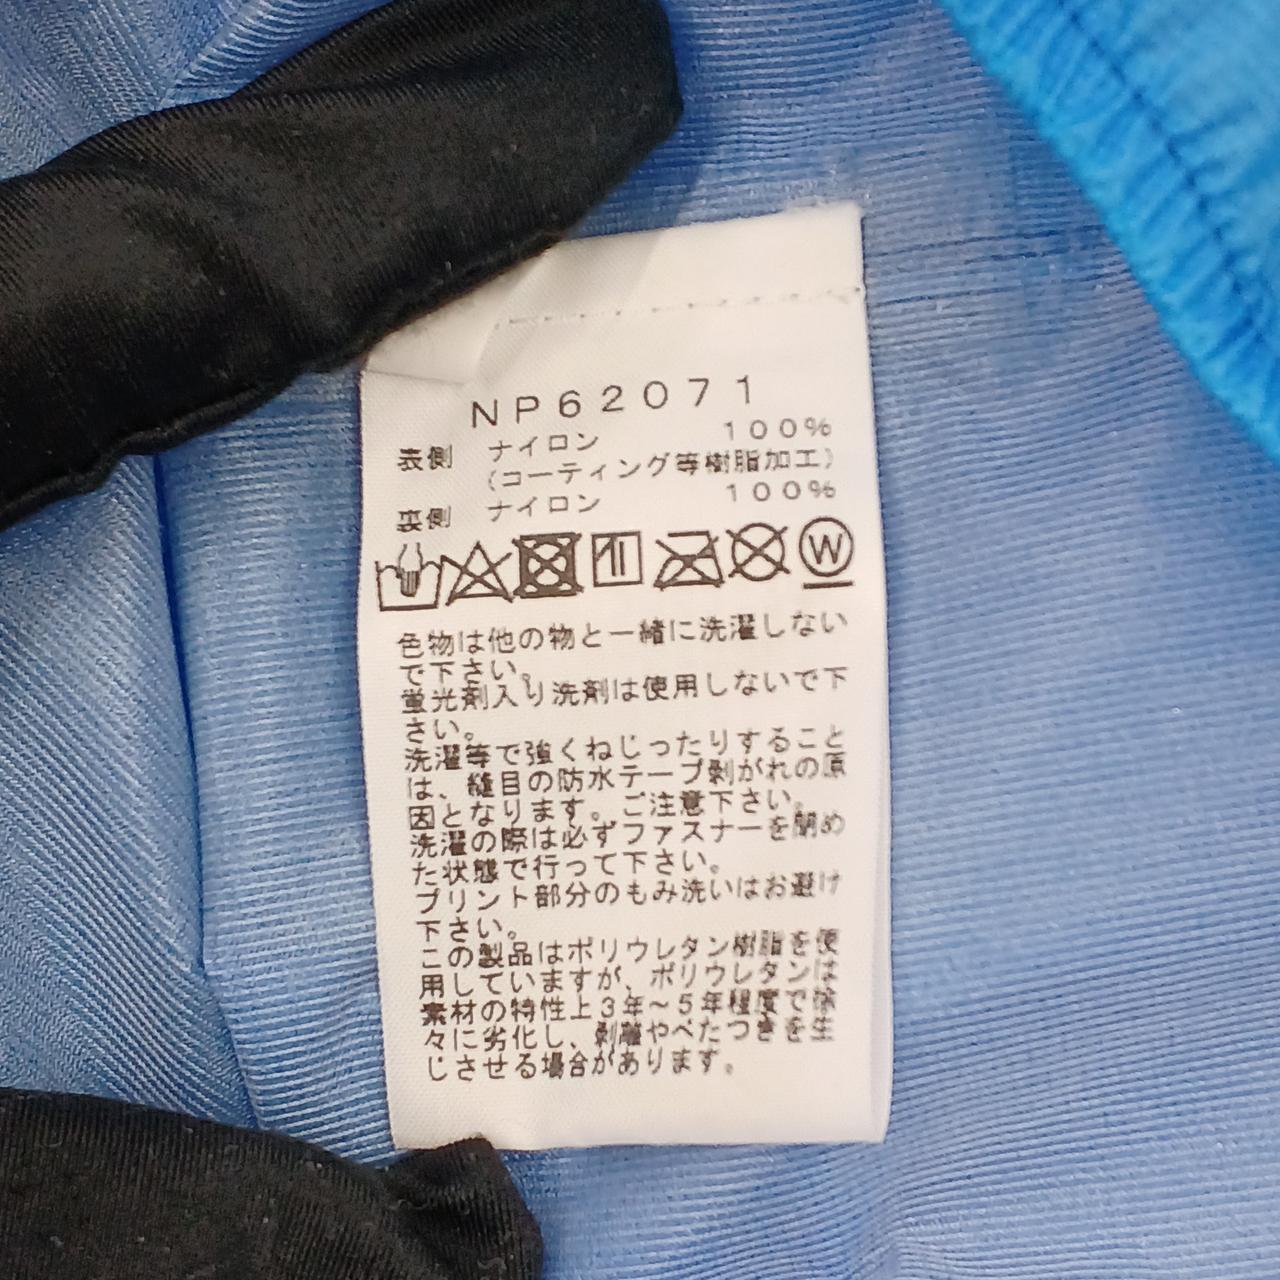 NP62071
表側 ナイロン 100%
(コーティング等樹脂加工)
裏側 ナイロン 100%
W
色物は他の物と一緒に洗濯しない
で下さい。
蛍光剤入り洗剤は使用しないで下
さい。
洗濯等で強くねじったりすること
は、縫目の防水テープ剥がれの原
因となります。ご注意下さい。
洗濯の際は必ずファスナーを閉め
た状態で行って下さい。
プリント部分のもみ洗いはお避け
下さい。
この製品はポリウレタン樹脂を使
用していますが、ポリウレタンは
素材の特性上3年~5年程度で徐
々に劣化し、剥離やべたつきを生
じさせる場合があります。